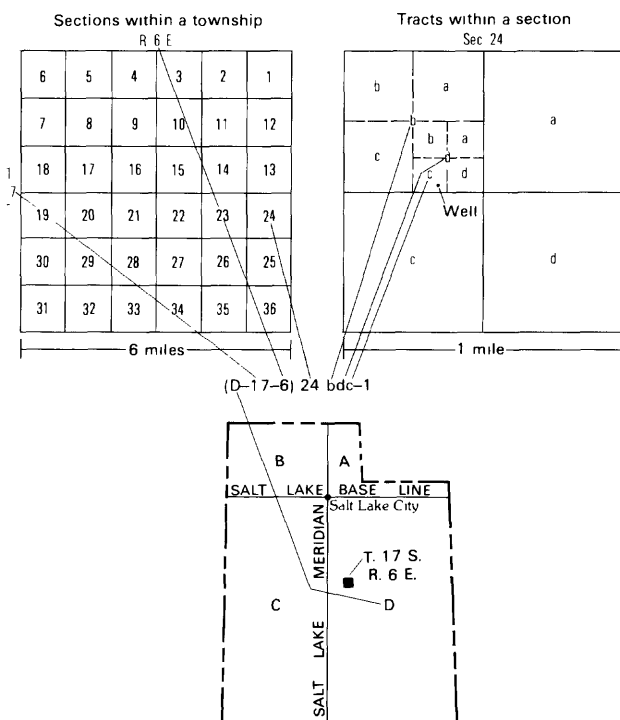 Sections within a township
R 6 E
6 5 4 3 2 1
7 8 9 10 11 12
18 17 16 15 14 13
19 20 21 22 23 24
30 29 28 27 26 25
31 32 33 34 35 36
1
7
6 miles
Tracts within a section
Sec 24
b a
a
b
b a
c
d
c d
Well
c d
1 mile
(D-17-6) 24 bdc-1
B A
SALT LAKE BASE LINE
Salt Lake City
MERIDIAN
T. 17 S.
R. 6 E.
C D
SALT LAKE